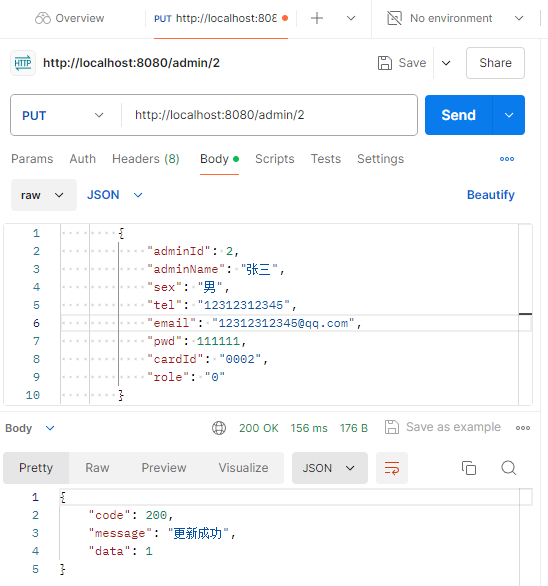 Overview PUT http://localhost:808 No environment
HTTP http://localhost:8080/admin/2 Save Share
PUT http://localhost:8080/admin/2 Send
Params Auth Headers (8) Body Scripts Tests Settings
raw JSON Beautify
1 {
2 "adminId": 2,
3 "adminName": "张三",
4 "sex": "男",
5 "tel": "12312312345",
6 "email": "12312312345@qq.com",
7 "pwd": 111111,
8 "cardId": "0002",
9 "role": "0"
10 }
Body 200 OK 156 ms 176 B Save as example
Pretty Raw Preview Visualize JSON
1 {
2 "code": 200,
3 "message": "更新成功",
4 "data": 1
5 }